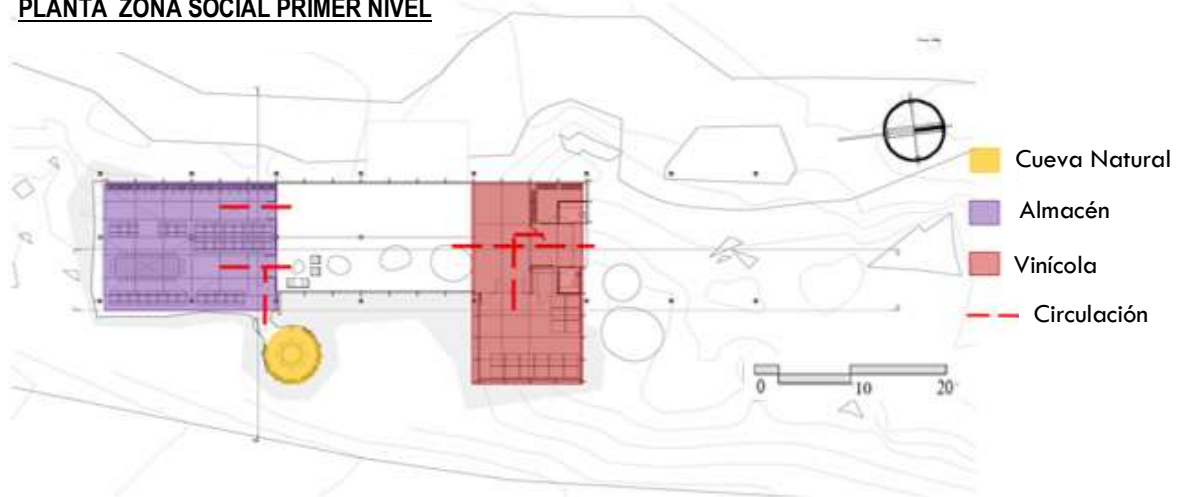 PLANTA ZONA SOCIAL PRIMER NIVEL
Cueva Natural
Almacén
Vinícola
Circulación
0 10 20